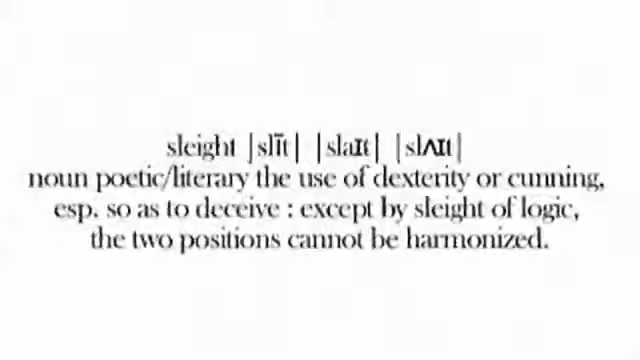 sleight |slīt| |slaɪt| |slʌɪt|
noun poetic/literary the use of dexterity or cunning,
esp. so as to deceive : except by sleight of logic,
the two positions cannot be harmonized.